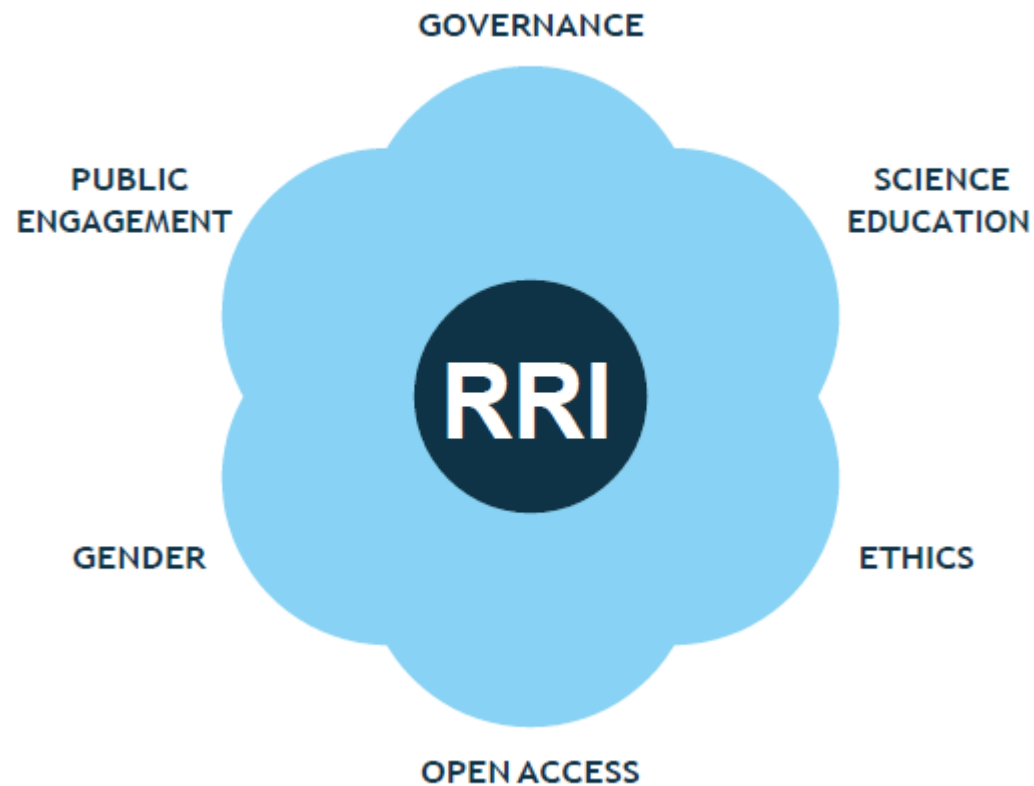 GOVERNANCE
PUBLIC
ENGAGEMENT
SCIENCE
EDUCATION
RRI
GENDER
ETHICS
OPEN ACCESS